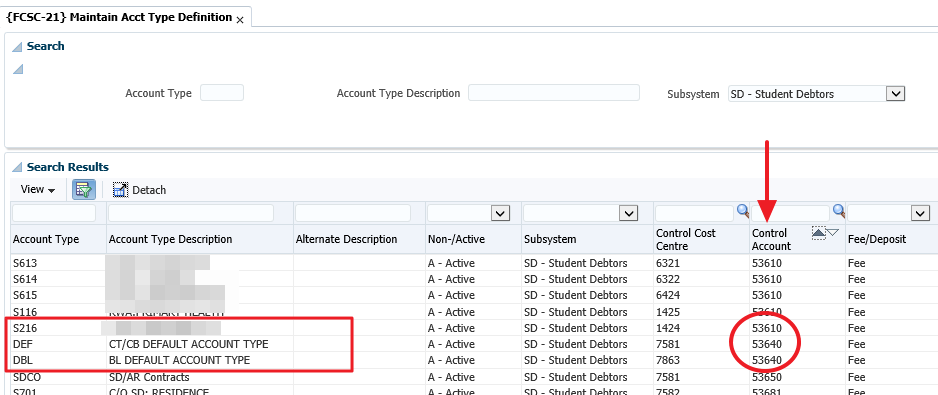 {FCSC-21} Maintain Acct Type Definition
Search
Account Type
Account Type Description
Subsystem SD - Student Debtors
Search Results
View Detach
Account Type Account Type Description Alternate Description Non-/Active Subsystem Control Cost Centre Control Account Fee/Deposit
S613 A - Active SD - Student Debtors 6321 53610 Fee
S614 A - Active SD - Student Debtors 6322 53610 Fee
S615 A - Active SD - Student Debtors 6424 53610 Fee
S116 A - Active SD - Student Debtors 1425 53610 Fee
S216 A - Active SD - Student Debtors 1424 53610 Fee
DEF CT/CB DEFAULT ACCOUNT TYPE A - Active SD - Student Debtors 7581 53640 Fee
DBL BL DEFAULT ACCOUNT TYPE A - Active SD - Student Debtors 7863 53640 Fee
SDCO SD/AR Contracts A - Active SD - Student Debtors 7581 53650 Fee
S701 C/O SD: RESIDENCE A - Active SD - Student Debtors 7582 53681 Fee